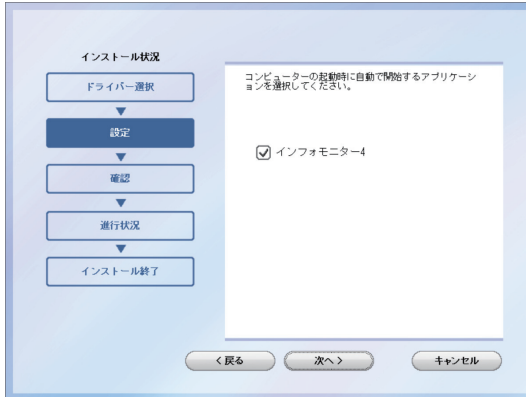 インストール状況
ドライバー選択
設定
確認
進行状況
インストール終了
コンピューターの起動時に自動で開始するアプリケーシ
ョンを選択してください。
インフォモニター4
< 戻る
次へ >
キャンセル